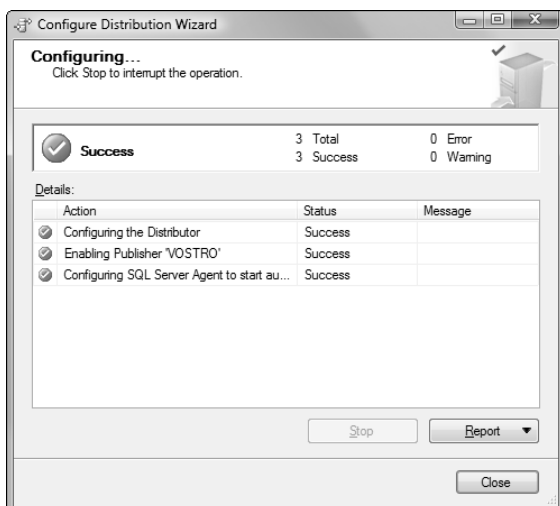 Configure Distribution Wizard
Configuring...
Click Stop to interrupt the operation.
Success
3 Total
0 Error
3 Success
0 Warning
Details:
Action Status Message
Configuring the Distributor Success
Enabling Publisher 'VOSTRO' Success
Configuring SQL Server Agent to start au... Success
Stop
Report
Close